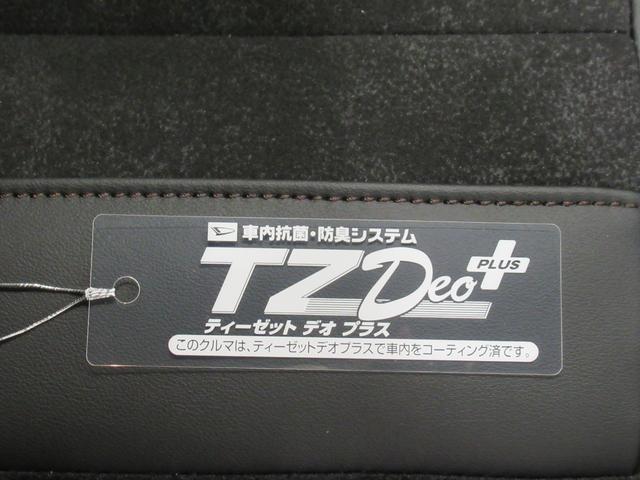 車内抗菌・防臭システム
TZ Deo PLUS
ティーゼット デオ プラス
このクルマは、ティーゼットデオプラスで車内をコーティング済です。